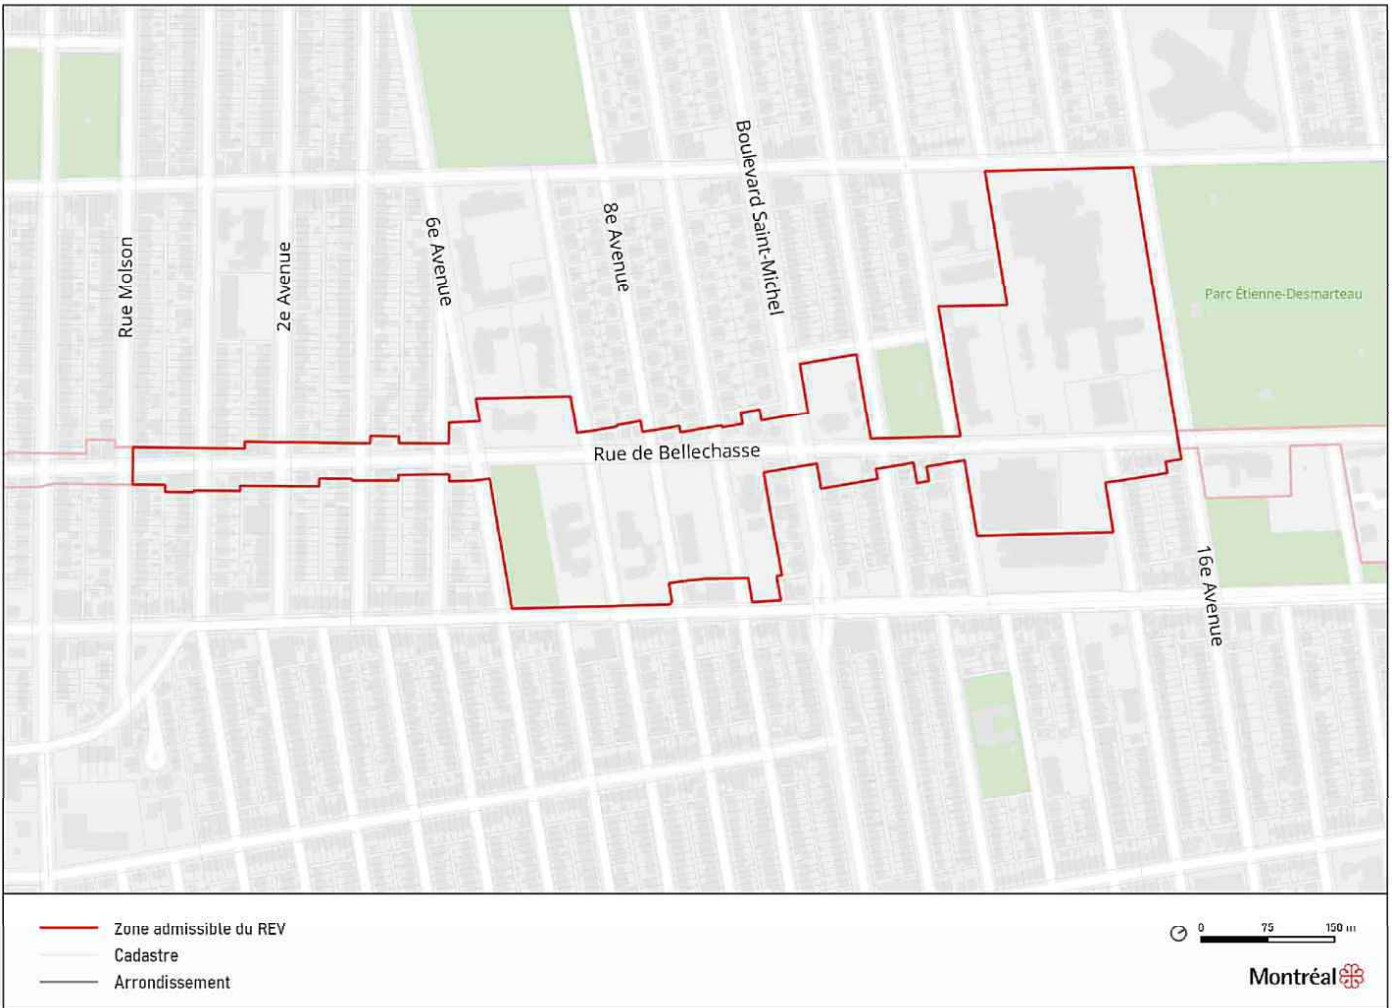 Boulevard Saint-Michel
6e Avenue
8e Avenue
Rue Molson
2e Avenue
Parc Étienne-Desmarteau
Rue de Bellechasse
16e Avenue
Zone admissible du REV
Cadastre
Arrondissement
0 75 150 m
Montréal